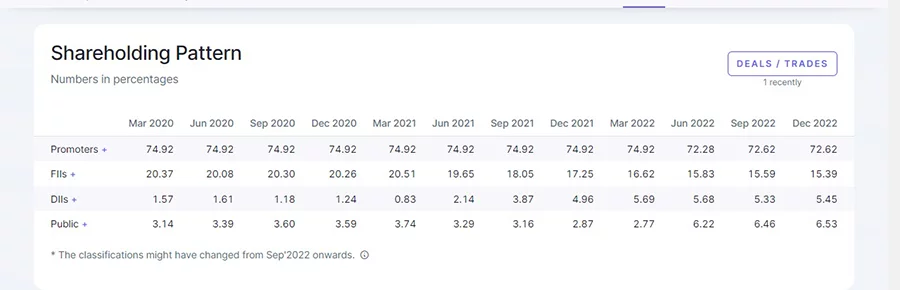 Shareholding Pattern
Numbers in percentages
DEALS / TRADES
1 recently
Mar 2020 Jun 2020 Sep 2020 Dec 2020 Mar 2021 Jun 2021 Sep 2021 Dec 2021 Mar 2022 Jun 2022 Sep 2022 Dec 2022
Promoters + 74.92 74.92 74.92 74.92 74.92 74.92 74.92 74.92 74.92 72.28 72.62 72.62
FIIs + 20.37 20.08 20.30 20.26 20.51 19.65 18.05 17.25 16.62 15.83 15.59 15.39
DIIs + 1.57 1.61 1.18 1.24 0.83 2.14 3.87 4.96 5.69 5.68 5.33 5.45
Public + 3.14 3.39 3.60 3.59 3.74 3.29 3.16 2.87 2.77 6.22 6.46 6.53
* The classifications might have changed from Sep'2022 onwards.